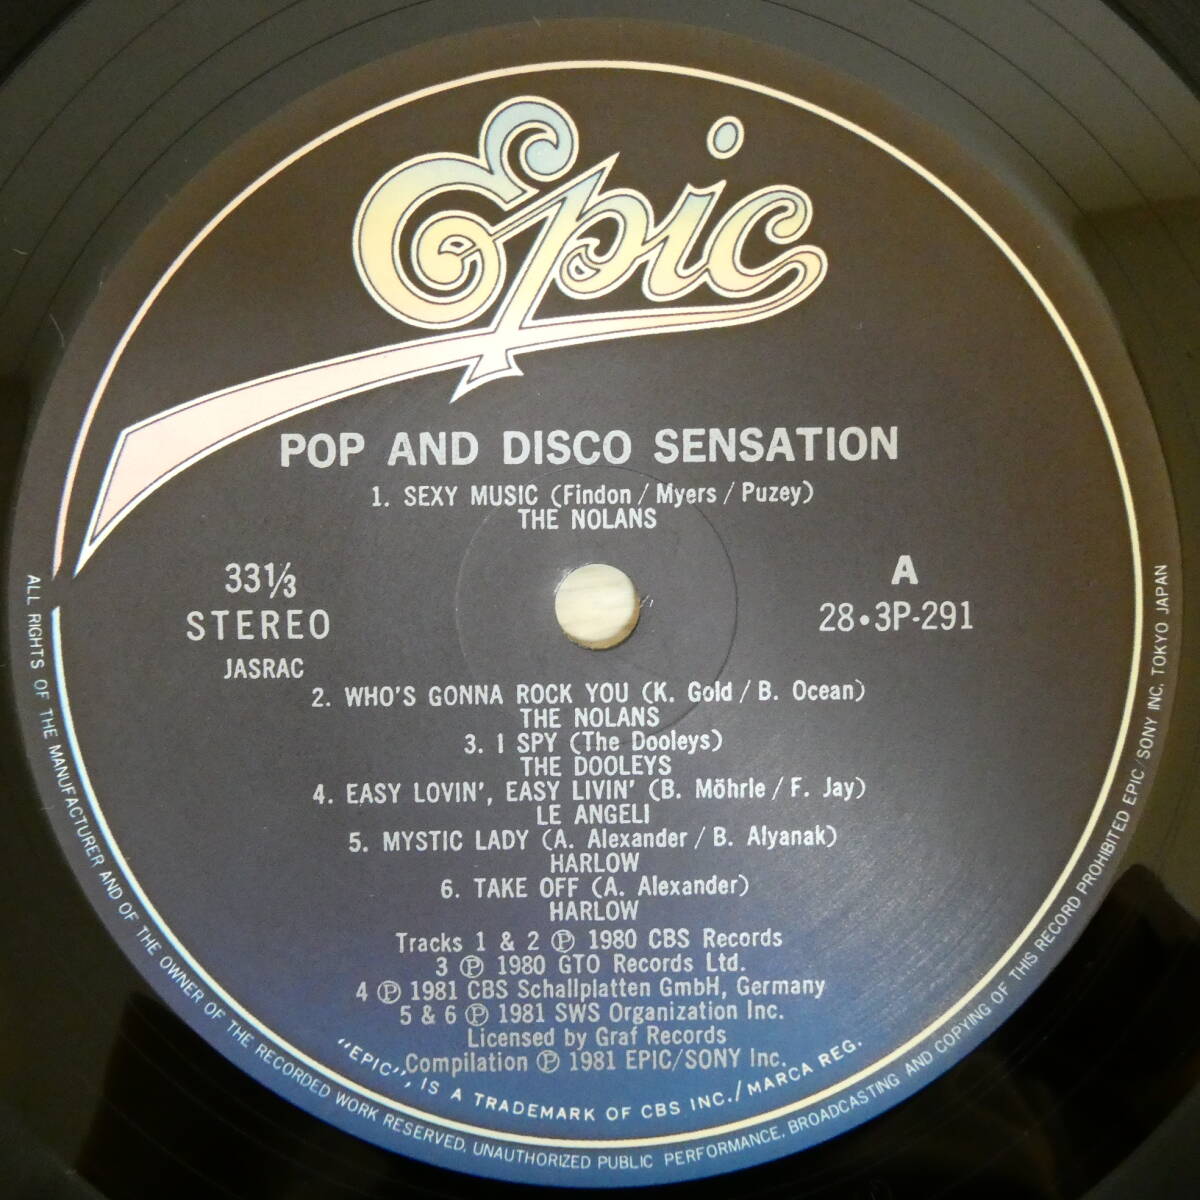 Epic
POP AND DISCO SENSATION
1. SEXY MUSIC (Findon / Myers / Puzey)
THE NOLANS
33⅓
STEREO
JASRAC
A
28•3P-291
2. WHO'S GONNA ROCK YOU (K. Gold / B. Ocean)
THE NOLANS
3. I SPY (The Dooleys)
THE DOOLEYS
4. EASY LOVIN', EASY LIVIN' (B. Möhrle / F. Jay)
LE ANGELI
5. MYSTIC LADY (A. Alexander / B. Alyanak)
HARLOW
6. TAKE OFF (A. Alexander)
HARLOW
Tracks 1 & 2 ℗ 1980 CBS Records
3 ℗ 1980 GTO Records Ltd.
4 ℗ 1981 CBS Schallplatten GmbH, Germany
5 & 6 ℗ 1981 SWS Organization Inc.
Licensed by Graf Records
Compilation ℗ 1981 EPIC/SONY Inc.
"EPIC", IS A TRADEMARK OF CBS INC./MARCA REG.
ALL RIGHTS OF THE MANUFACTURER AND OF THE OWNER OF THE RECORDED WORK RESERVED. UNAUTHORIZED PUBLIC PERFORMANCE, BROADCASTING AND COPYING OF THIS RECORD PROHIBITED EPIC/SONY INC. TOKYO JAPAN